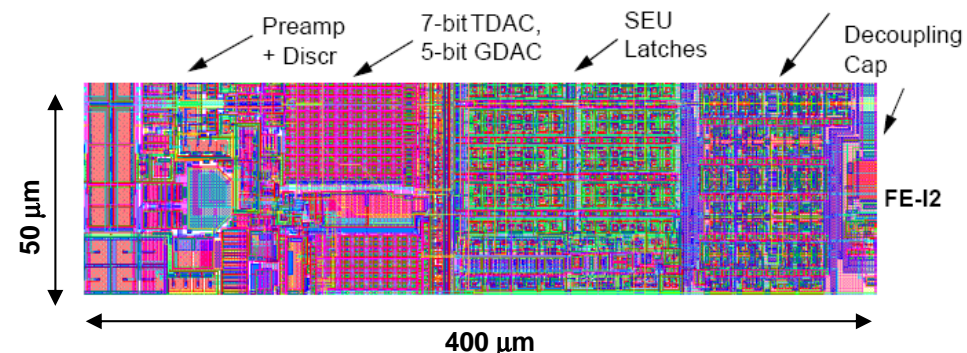 Preamp
+ Discr
7-bit TDAC,
5-bit GDAC
SEU
Latches
Decoupling
Cap
FE-I2
50 μm
400 μm